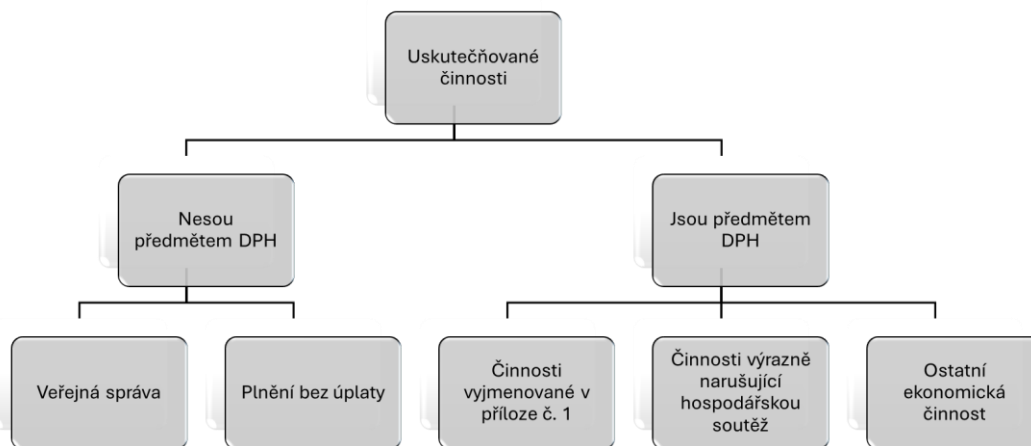 Uskutečňované
činnosti
Nesou
předmětem DPH
Jsou předmětem
DPH
Veřejná správa
Plnění bez úplaty
Činnosti
vyjmenované v
příloze č. 1
Činnosti výrazně
narušující
hospodářskou
soutěž
Ostatní
ekonomická
činnost